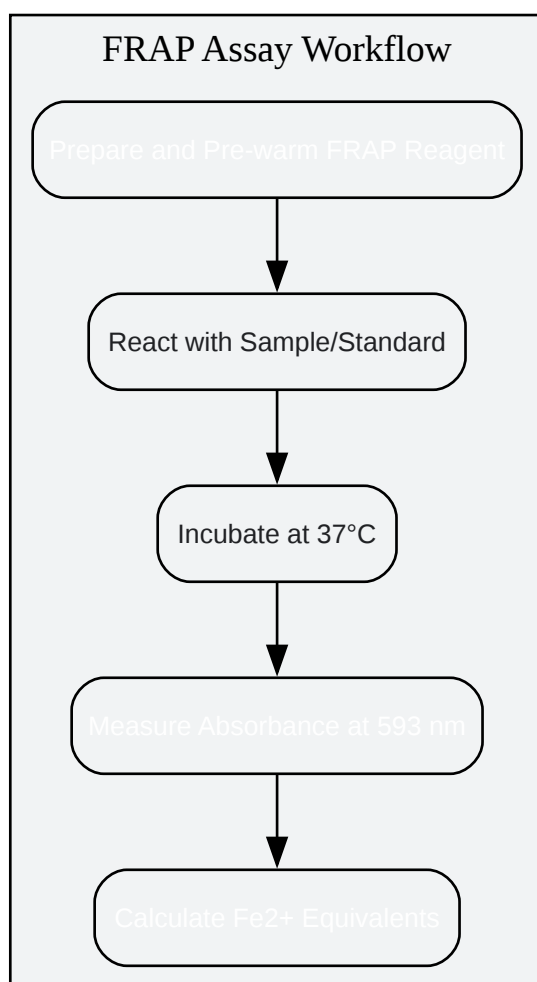 FRAP Assay Workflow
Prepare and Pre-warm FRAP Reagent
React with Sample/Standard
Incubate at 37°C
Measure Absorbance at 593 nm
Calculate Fe2+ Equivalents